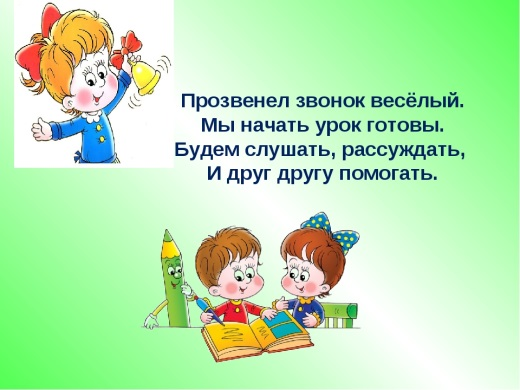 Прозвенел звонок весёлый.
Мы начать урок готовы.
Будем слушать, рассуждать,
И друг другу помогать.